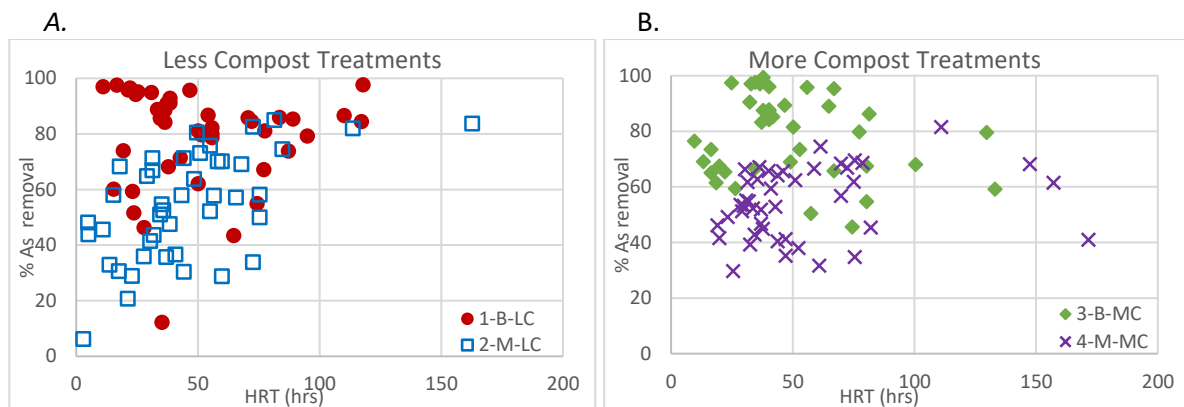 A.
B.
Less Compost Treatments
More Compost Treatments
% As removal
100
80
60
40
20
0
0
50
100
150
200
HRT (hrs)
1-B-LC
2-M-LC
% As removal
100
80
60
40
20
0
0
50
100
150
200
HRT (hrs)
3-B-MC
4-M-MC